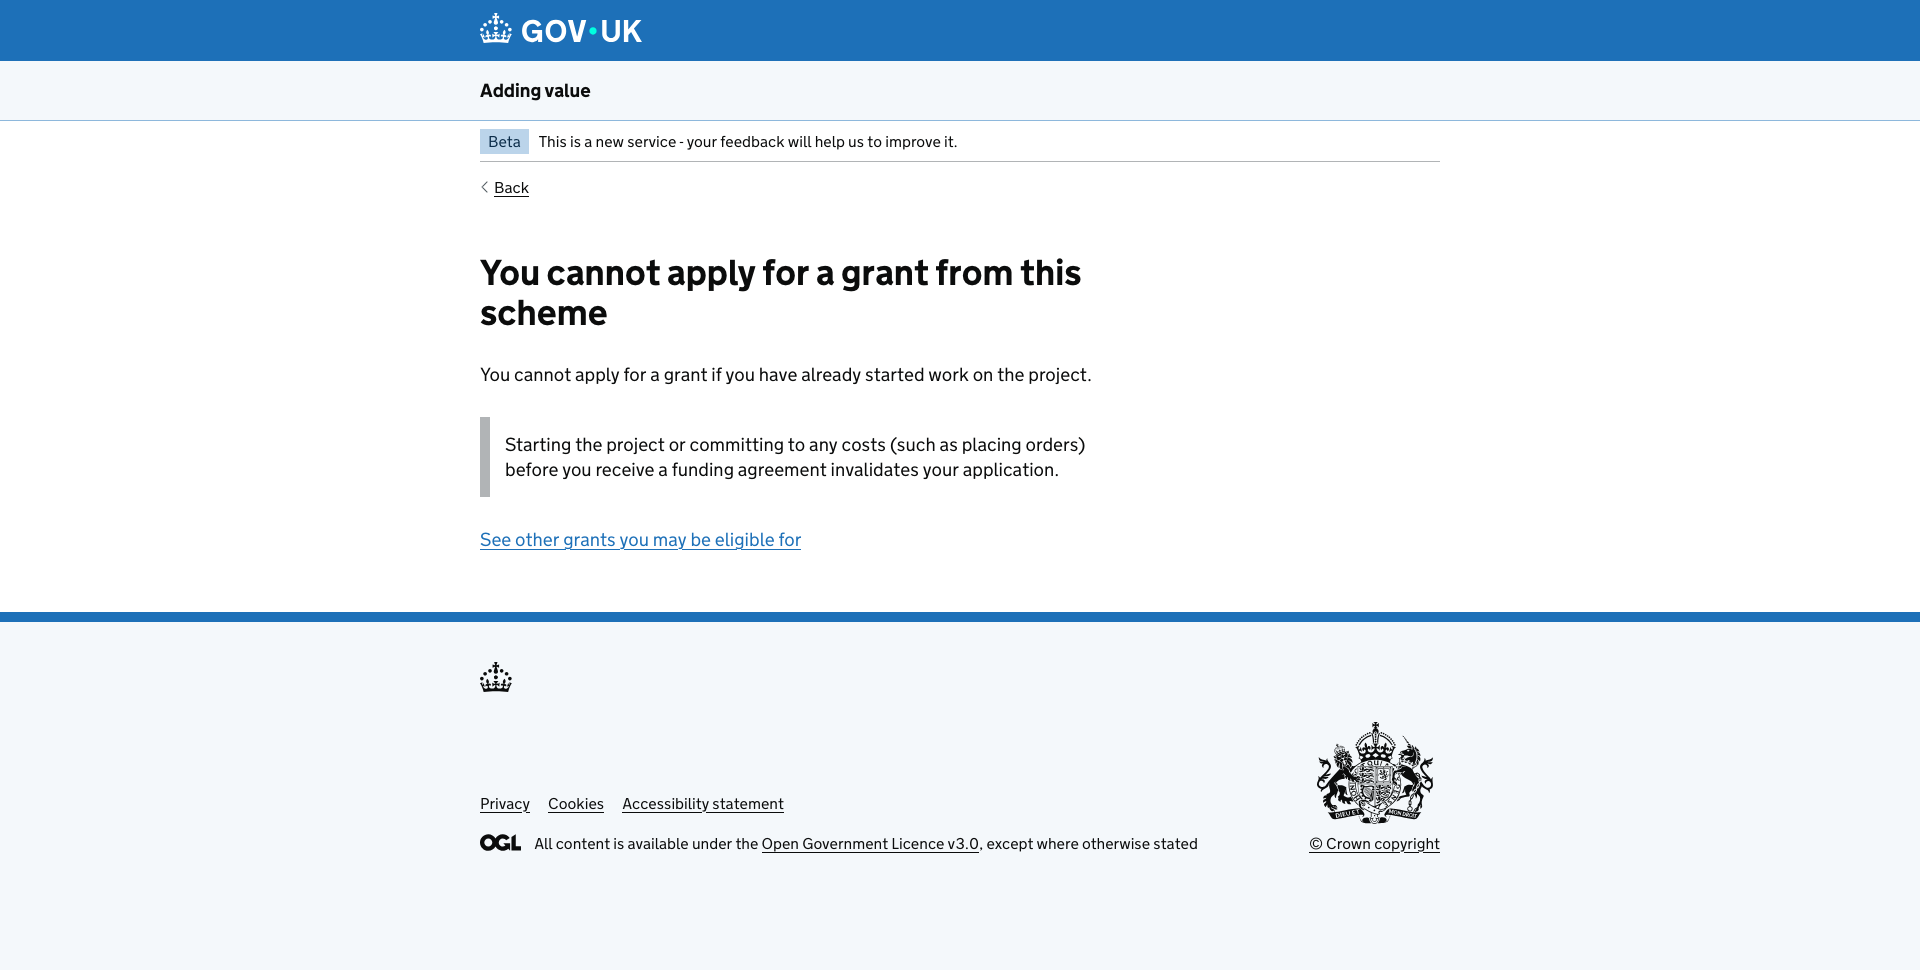 GOV·UK
Adding value
Beta This is a new service - your feedback will help us to improve it.
Back
You cannot apply for a grant from this
scheme
You cannot apply for a grant if you have already started work on the project.
Starting the project or committing to any costs (such as placing orders)
before you receive a funding agreement invalidates your application.
See other grants you may be eligible for
Privacy Cookies Accessibility statement
OGL All content is available under the Open Government Licence v3.0, except where otherwise stated
© Crown copyright